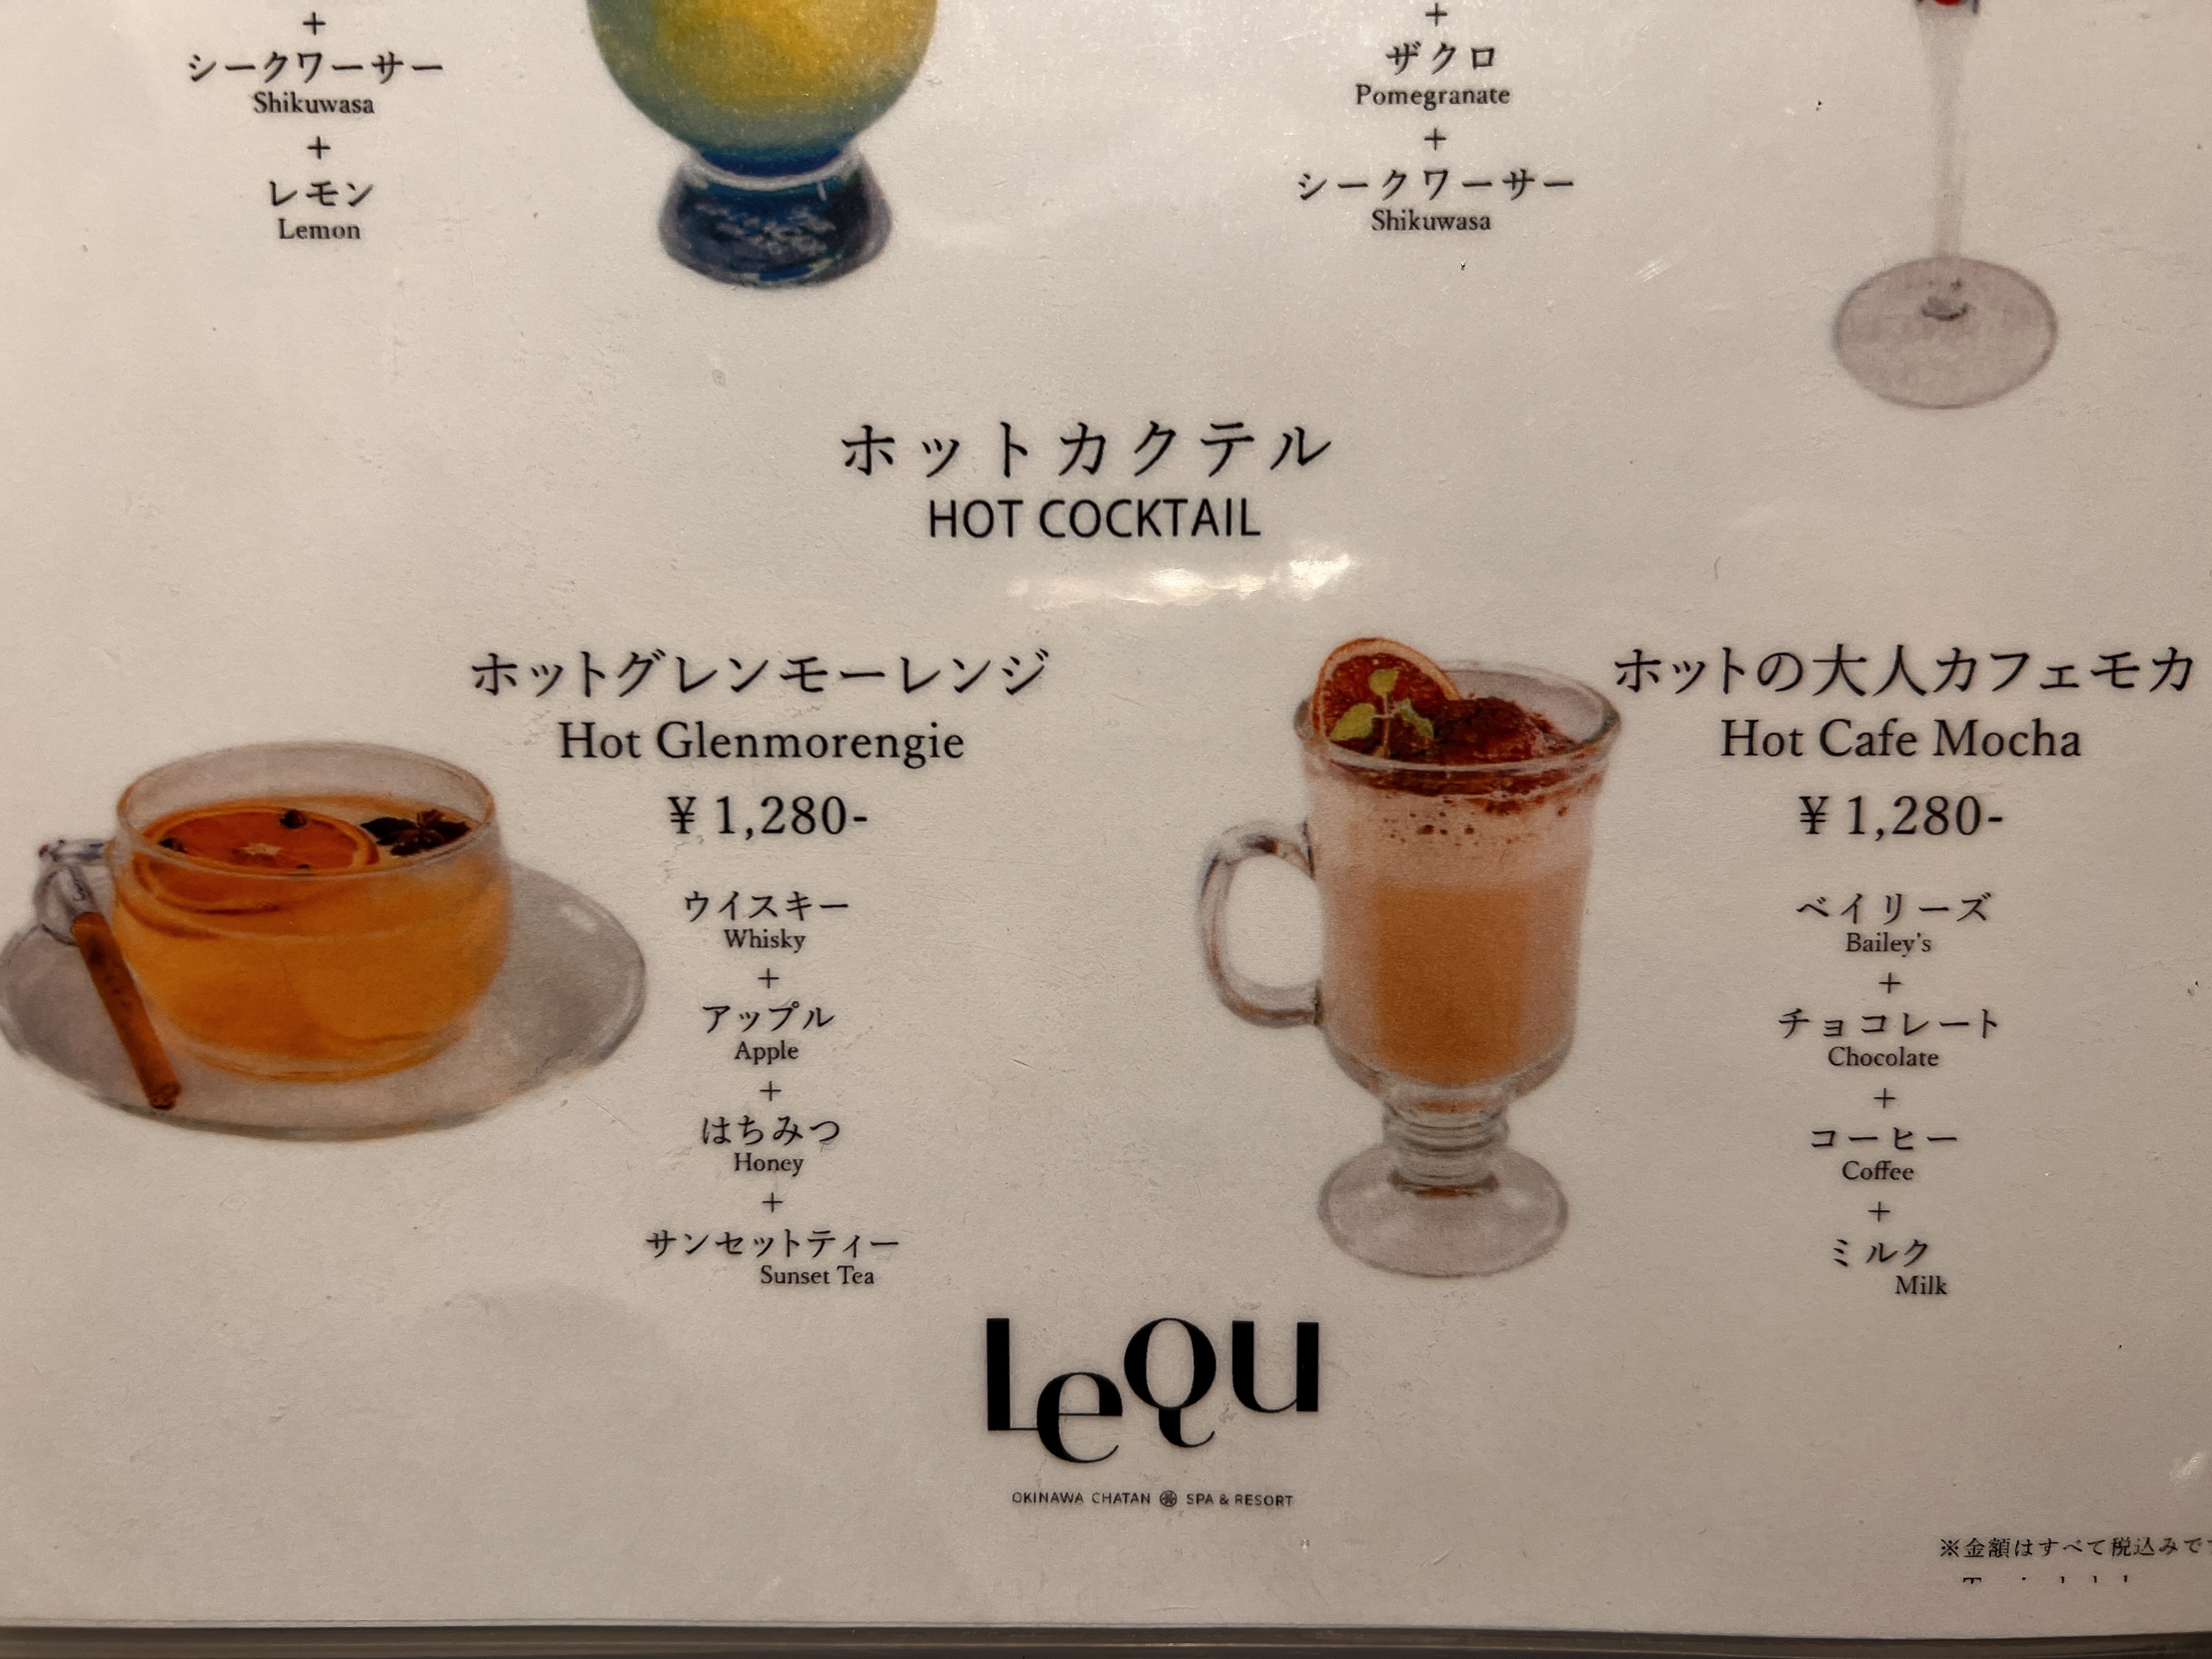 +
シークワーサー
Shikuwasa
+
レモン
Lemon
+
ザクロ
Pomegranate
+
シークワーサー
Shikuwasa
ホットカクテル
HOT COCKTAIL
ホットグレンモーレンジ
Hot Glenmorengie
¥ 1,280-
ウイスキー
Whisky
+
アップル
Apple
+
はちみつ
Honey
+
サンセットティー
Sunset Tea
ホットの大人カフェモカ
Hot Cafe Mocha
¥ 1,280-
ベイリーズ
Bailey's
+
チョコレート
Chocolate
+
コーヒー
Coffee
+
ミルク
Milk
LeQu
OKINAWA CHATAN SPA & RESORT
※金額はすべて税込みで